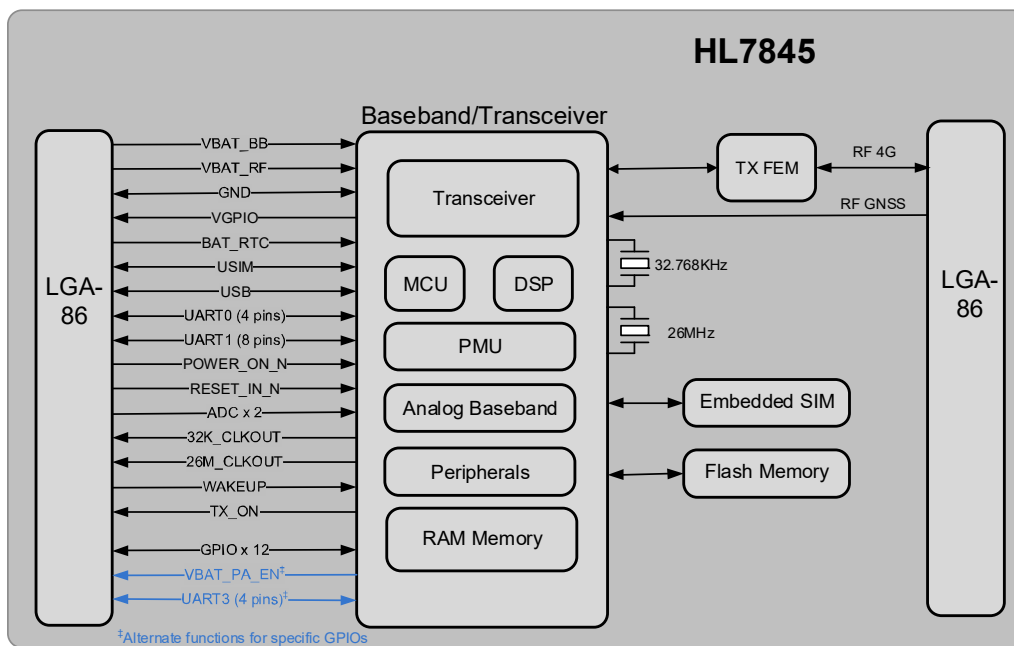 HL7845
Baseband/Transceiver
LGA-
86
VBAT_BB
VBAT_RF
GND
VGPIO
BAT_RTC
USIM
USB
UART0 (4 pins)
UART1 (8 pins)
POWER_ON_N
RESET_IN_N
ADC x 2
32K_CLKOUT
26M_CLKOUT
WAKEUP
TX_ON
GPIO x 12
VBAT_PA_EN‡
UART3 (4 pins)‡
‡Alternate functions for specific GPIOs
Transceiver
MCU
DSP
PMU
Analog Baseband
Peripherals
RAM Memory
TX FEM
RF 4G
RF GNSS
32.768KHz
26MHz
Embedded SIM
Flash Memory
LGA-
86